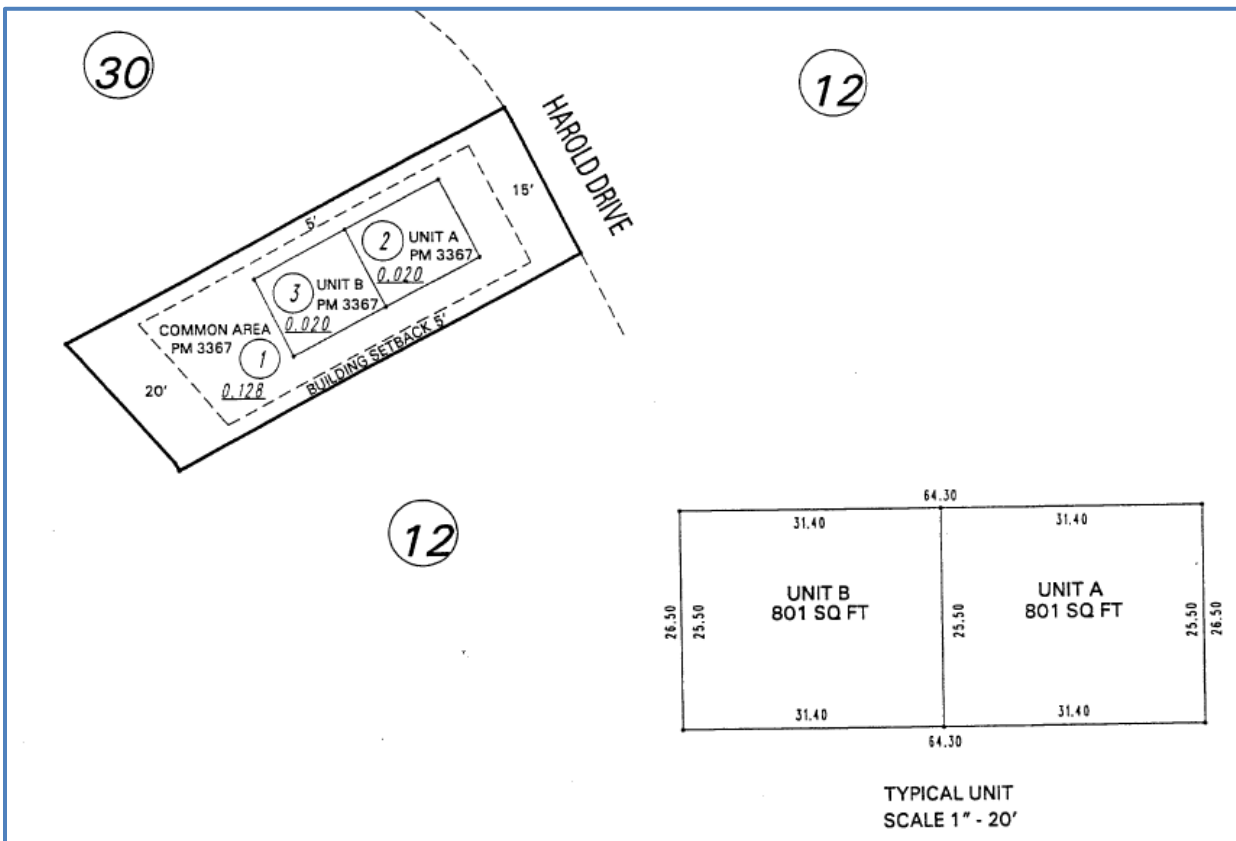 30
12
HAROLD DRIVE
15'
5'
2
UNIT A
PM 3367
0.020
3
UNIT B
PM 3367
0.020
COMMON AREA
PM 3367
1
0.128
20'
BUILDING SETBACK 5'
12
64.30
31.40
31.40
26.50
25.50
UNIT B
801 SQ FT
25.50
UNIT A
801 SQ FT
25.50
26.50
31.40
31.40
64.30
TYPICAL UNIT
SCALE 1" - 20'